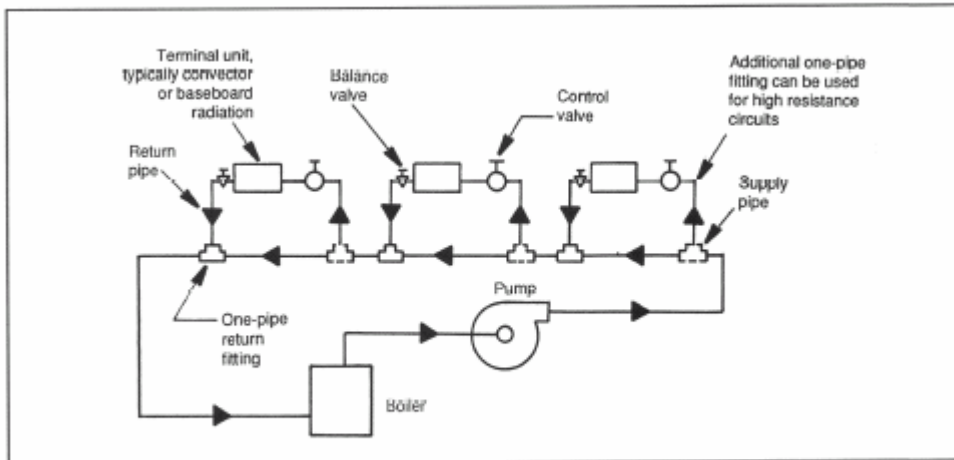 Terminal unit,
typically convector
or baseboard
radiation
Balance
valve
Control
valve
Additional one-pipe
fitting can be used
for high resistance
circuits
Return
pipe
Supply
pipe
Pump
One-pipe
return
fitting
Boiler